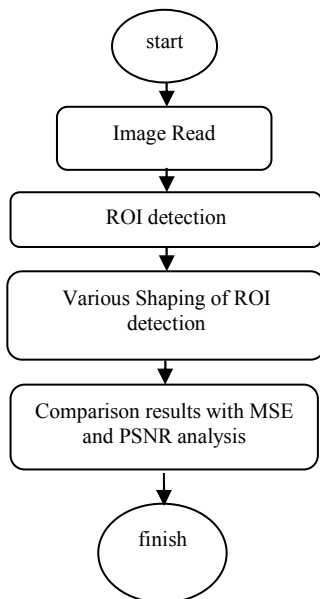 start
Image Read
ROI detection
Various Shaping of ROI
detection
Comparison results with MSE
and PSNR analysis
finish